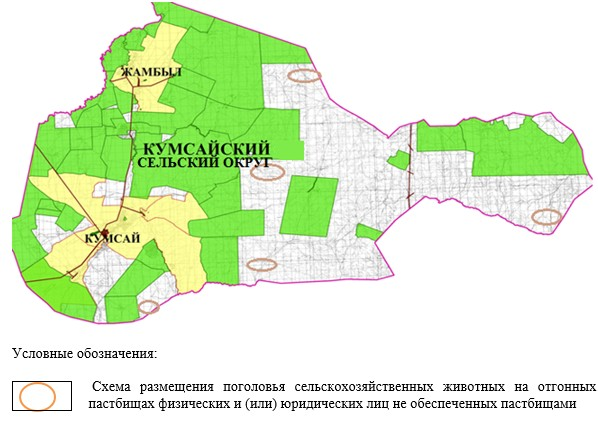 ЖАМБЫЛ
КУМСАЙСКИЙ
СЕЛЬСКИЙ ОКРУГ
КУМСАЙ
Условные обозначения:
Схема размещения поголовья сельскохозяйственных животных на отгонных
пастбищах физических и (или) юридических лиц не обеспеченных пастбищами